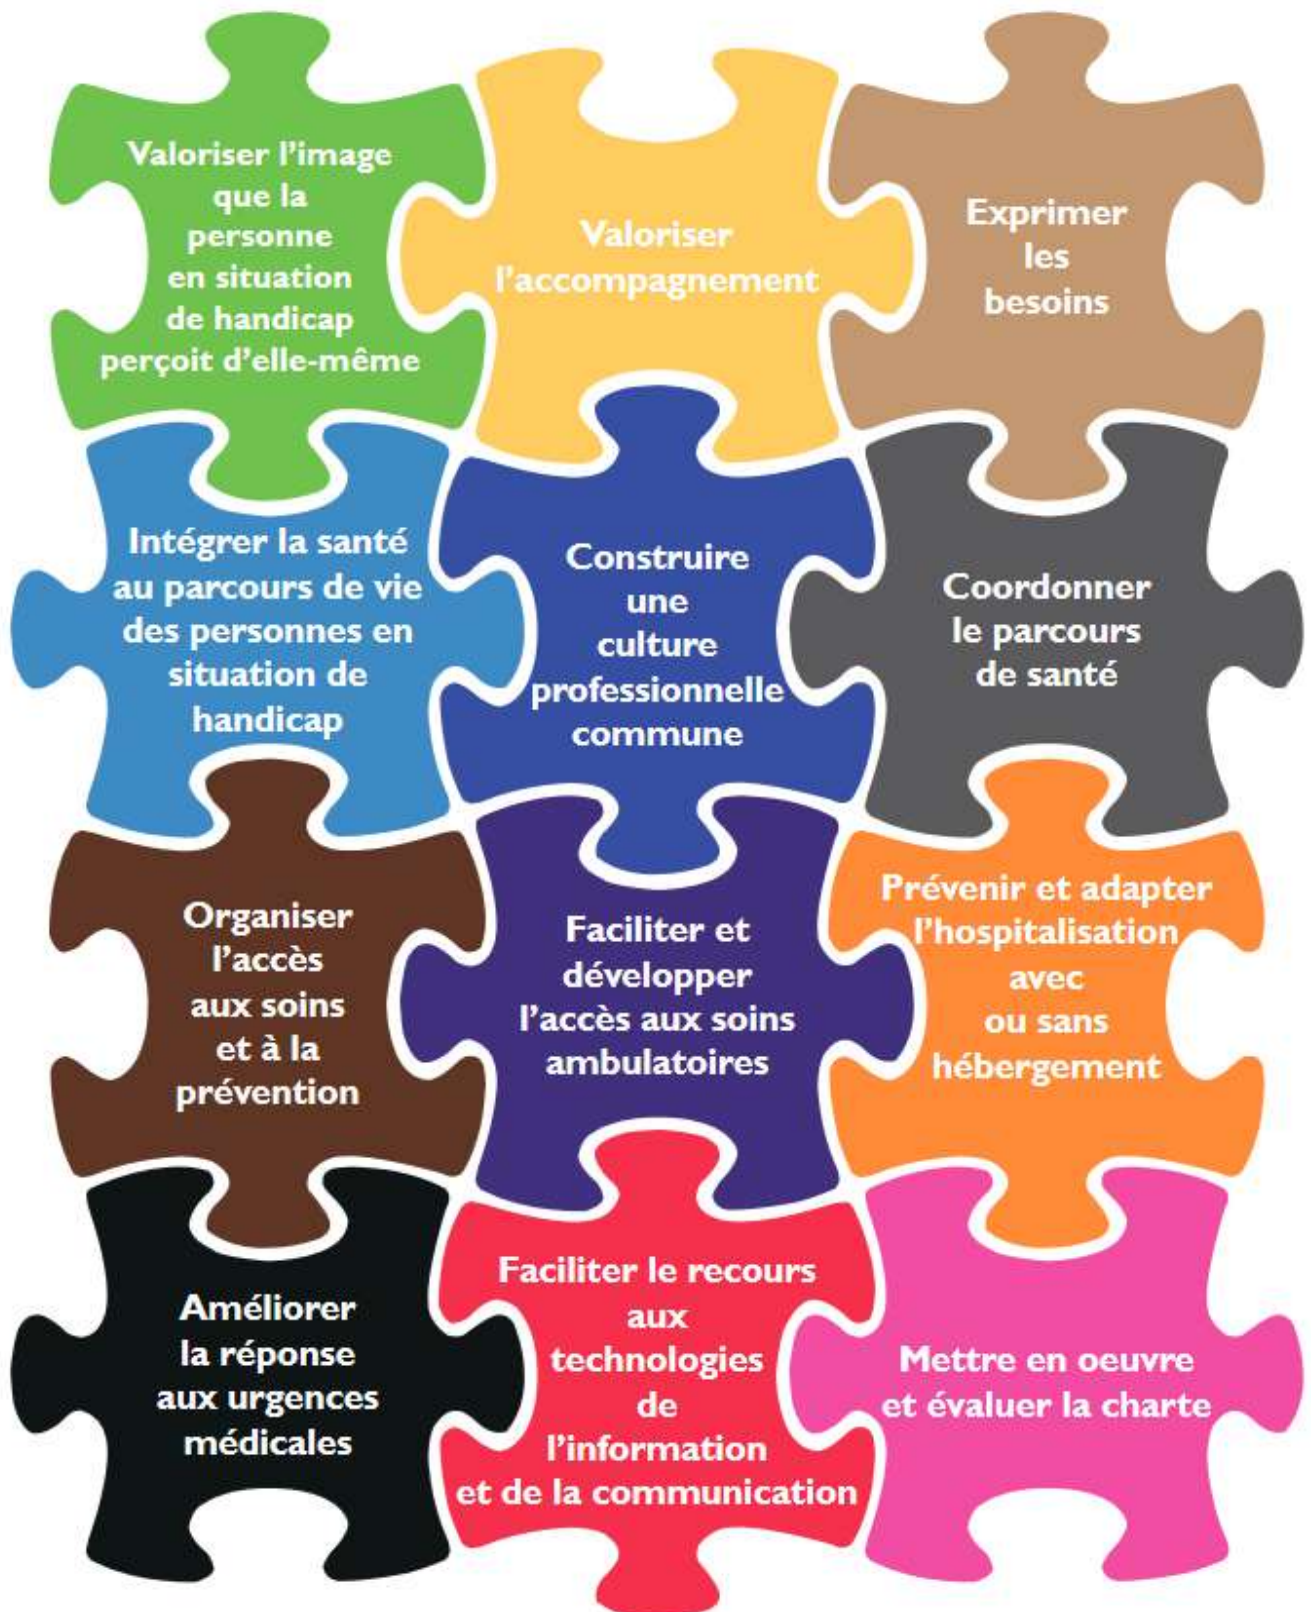 Valoriser l'image
que la
personne
en situation
de handicap
perçoit d'elle-même
Valoriser
l'accompagnement
Exprimer
les
besoins
Intégrer la santé
au parcours de vie
des personnes en
situation de
handicap
Construire
une
culture
professionnelle
commune
Coordonner
le parcours
de santé
Organiser
l'accès
aux soins
et à la
prévention
Faciliter et
développer
l'accès aux soins
ambulatoires
Prévenir et adapter
l'hospitalisation
avec
ou sans
hébergement
Améliorer
la réponse
aux urgences
médicales
Faciliter le recours
aux
technologies
de
l'information
et de la communication
Mettre en oeuvre
et évaluer la charte